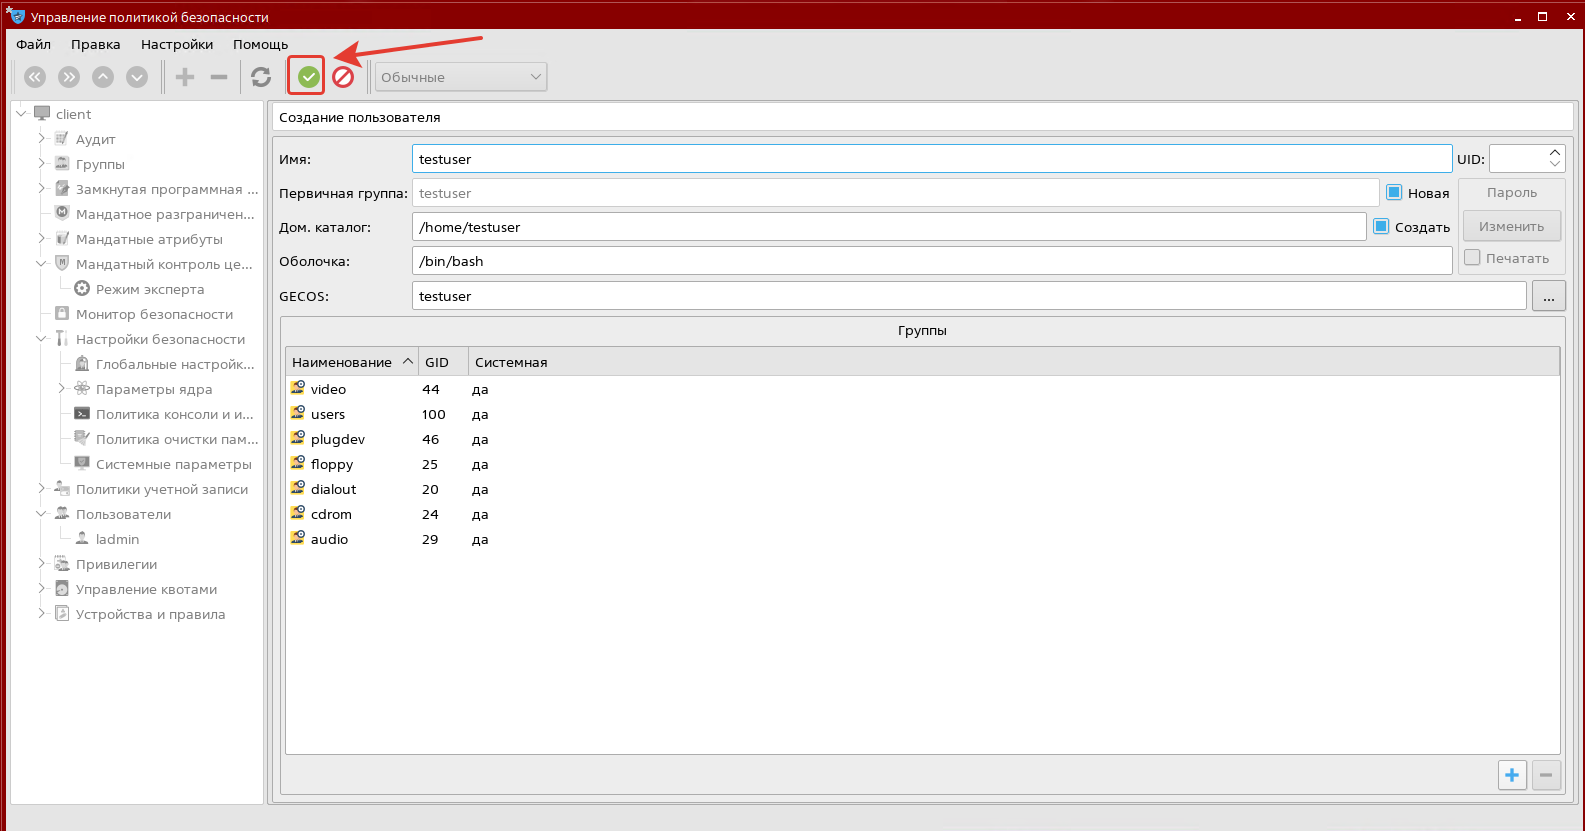 Управление политикой безопасности
Файл Правка Настройки Помощь
Обычные
client
Аудит
Группы
Замкнутая программная ...
Мандатное разграничен...
Мандатные атрибуты
Мандатный контроль це...
Режим эксперта
Монитор безопасности
Настройки безопасности
Глобальные настройк...
Параметры ядра
Политика консоли и и...
Политика очистки пам...
Системные параметры
Политики учетной записи
Пользователи
ladmin
Привилегии
Управление квотами
Устройства и правила
Создание пользователя
Имя: testuser UID:
Первичная группа: testuser Новая
Пароль
Дом. каталог: /home/testuser Создать
Изменить
Оболочка: /bin/bash
Печатать
GECOS: testuser ...
Группы
Наименование GID Системная
video 44 да
users 100 да
plugdev 46 да
floppy 25 да
dialout 20 да
cdrom 24 да
audio 29 да